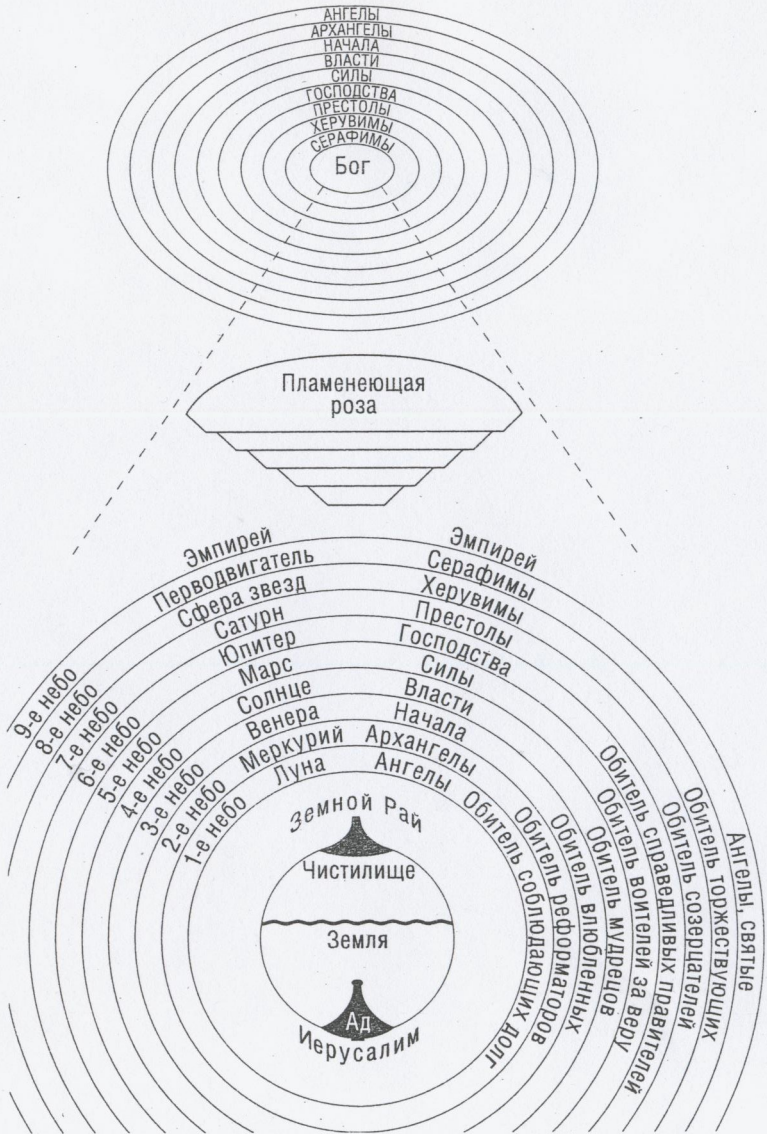 АНГЕЛЫ
АРХАНГЕЛЫ
НАЧАЛА
ВЛАСТИ
СИЛЫ
ГОСПОДСТВА
ПРЕСТОЛЫ
ХЕРУВИМЫ
СЕРАФИМЫ
Бог
Пламенеющая
роза
Эмпирей
Перводвигатель
Сфера звезд
Сатурн
Юпитер
Марс
Солнце
Венера
Меркурий
Луна
Эмпирей
Серафимы
Херувимы
Престолы
Господства
Силы
Власти
Начала
Архангелы
Ангелы
9-е небо
8-е небо
7-е небо
6-е небо
5-е небо
4-е небо
3-е небо
2-е небо
1-е небо
Ангелы, святые
Обитель торжествующих
Обитель созерцателей
Обитель справедливых правителей
Обитель воителей за веру
Обитель мудрецов
Обитель влюбленных
Обитель реформаторов
Обитель соблюдающих долг
Земной Рай
Чистилище
Земля
Ад
Иерусалим